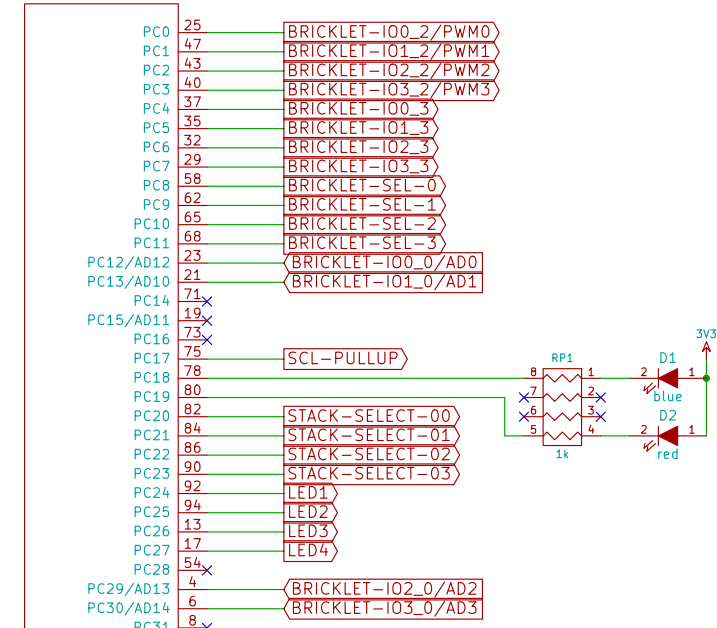 PC0 25 BRICKLET-IO0_2/PWM0
PC1 47 BRICKLET-IO1_2/PWM1
PC2 43 BRICKLET-IO2_2/PWM2
PC3 40 BRICKLET-IO3_2/PWM3
PC4 37 BRICKLET-IO0_3
PC5 35 BRICKLET-IO1_3
PC6 32 BRICKLET-IO2_3
PC7 29 BRICKLET-IO3_3
PC8 58 BRICKLET-SEL-0
PC9 62 BRICKLET-SEL-1
PC10 65 BRICKLET-SEL-2
PC11 68 BRICKLET-SEL-3
PC12/AD12 23 BRICKLET-IO0_0/AD0
PC13/AD10 21 BRICKLET-IO1_0/AD1
PC14 71
PC15/AD11 19
PC16 73
3V3
PC17 75 SCL-PULLUP
RP1
D1
PC18 78 8 1 2 1
blue
PC19 80 7 2
PC20 82 STACK-SELECT-00 6 3
D2
PC21 84 STACK-SELECT-01 5 4 2 1
1k
red
PC22 86 STACK-SELECT-02
PC23 90 STACK-SELECT-03
PC24 92 LED1
PC25 94 LED2
PC26 13 LED3
PC27 17 LED4
PC28 54
PC29/AD13 4 BRICKLET-IO2_0/AD2
PC30/AD14 6 BRICKLET-IO3_0/AD3
PC31 8